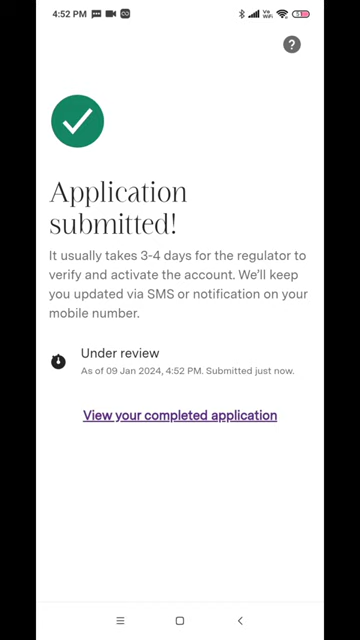 4:52 PM
Vo
WiFi
?
Application
submitted!
It usually takes 3-4 days for the regulator to
verify and activate the account. We'll keep
you updated via SMS or notification on your
mobile number.
Under review
As of 09 Jan 2024, 4:52 PM. Submitted just now.
View your completed application